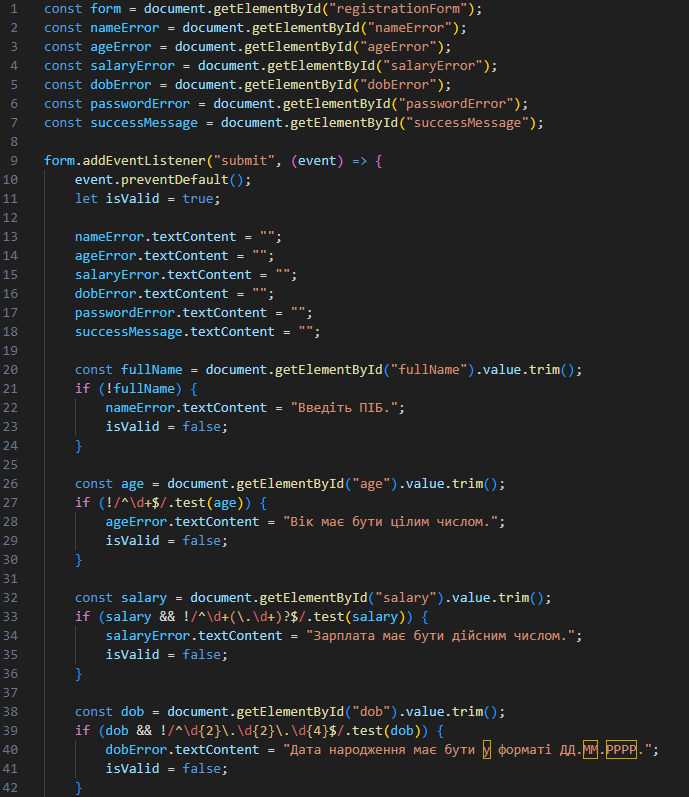 1 const form = document.getElementById("registrationForm");
2 const nameError = document.getElementById("nameError");
3 const ageError = document.getElementById("ageError");
4 const salaryError = document.getElementById("salaryError");
5 const dobError = document.getElementById("dobError");
6 const passwordError = document.getElementById("passwordError");
7 const successMessage = document.getElementById("successMessage");
8
9 form.addEventListener("submit", (event) => {
10 event.preventDefault();
11 let isValid = true;
12
13 nameError.textContent = "";
14 ageError.textContent = "";
15 salaryError.textContent = "";
16 dobError.textContent = "";
17 passwordError.textContent = "";
18 successMessage.textContent = "";
19
20 const fullName = document.getElementById("fullName").value.trim();
21 if (!fullName) {
22 nameError.textContent = "Введіть ПІБ.";
23 isValid = false;
24 }
25
26 const age = document.getElementById("age").value.trim();
27 if (!/^\d+$/.test(age)) {
28 ageError.textContent = "Вік має бути цілим числом.";
29 isValid = false;
30 }
31
32 const salary = document.getElementById("salary").value.trim();
33 if (salary && !/^\d+(\.\d+)?$/.test(salary)) {
34 salaryError.textContent = "Зарплата має бути дійсним числом.";
35 isValid = false;
36 }
37
38 const dob = document.getElementById("dob").value.trim();
39 if (dob && !/^\d{2}\.\d{2}\.\d{4}$/.test(dob)) {
40 dobError.textContent = "Дата народження має бути у форматі ДД.ММ.РРРР.";
41 isValid = false;
42 }